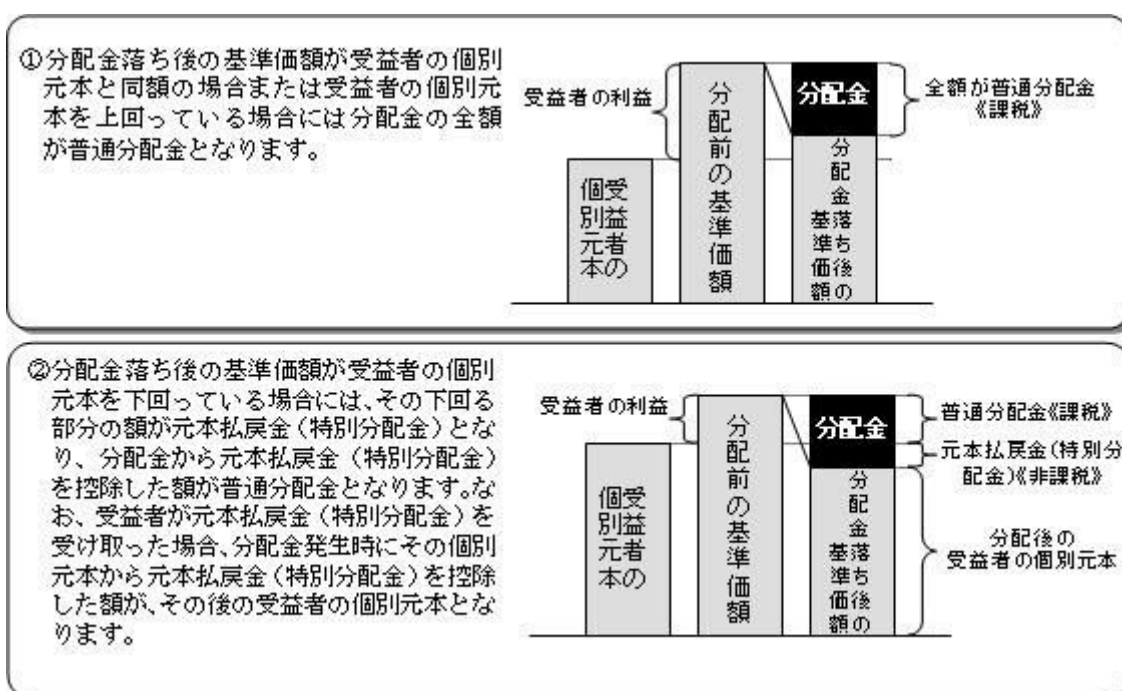 ①分配金落ち後の基準価額が受益者の個別
元本と同額の場合または受益者の個別元
本を上回っている場合には分配金の全額
が普通分配金となります。
受益者の利益
受益者の
個別元本
分配前の基準価額
分配金
分配金落ち後の
基準価額
全額が普通分配金
《課税》
②分配金落ち後の基準価額が受益者の個別
元本を下回っている場合には、その下回る
部分の額が元本払戻金(特別分配金)とな
り、分配金から元本払戻金(特別分配金)
を控除した額が普通分配金となります。な
お、受益者が元本払戻金(特別分配金)を
受け取った場合、分配金発生時にその個別
元本から元本払戻金(特別分配金)を控除
した額が、その後の受益者の個別元本とな
ります。
受益者の利益
受益者の
個別元本
分配前の基準価額
分配金
分配金落ち後の
基準価額
普通分配金《課税》
元本払戻金(特別分
配金)《非課税》
分配後の
受益者の個別元本